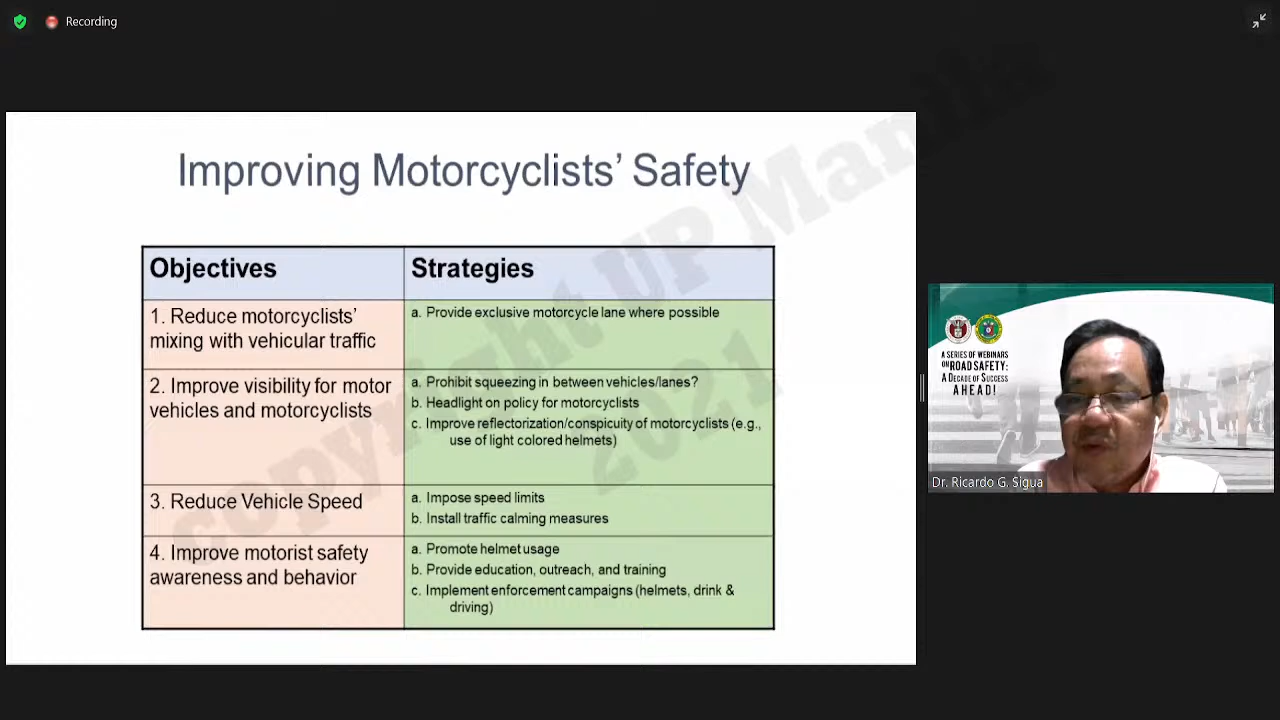 Recording
Improving Motorcyclists' Safety
Objectives
Strategies
1. Reduce motorcyclists'
mixing with vehicular traffic
a. Provide exclusive motorcycle lane where possible
2. Improve visibility for motor
vehicles and motorcyclists
a. Prohibit squeezing in between vehicles/lanes?
b. Headlight on policy for motorcyclists
c. Improve reflectorization/conspicuity of motorcyclists (e.g.,
use of light colored helmets)
3. Reduce Vehicle Speed
a. Impose speed limits
b. Install traffic calming measures
4. Improve motorist safety
awareness and behavior
a. Promote helmet usage
b. Provide education, outreach, and training
c. Implement enforcement campaigns (helmets, drink &
driving)
copyright UP Manila
2021
A SERIES OF WEBINARS
ON ROAD SAFETY:
A DECADE OF SUCCESS
AHEAD!
Dr. Ricardo G. Sigua